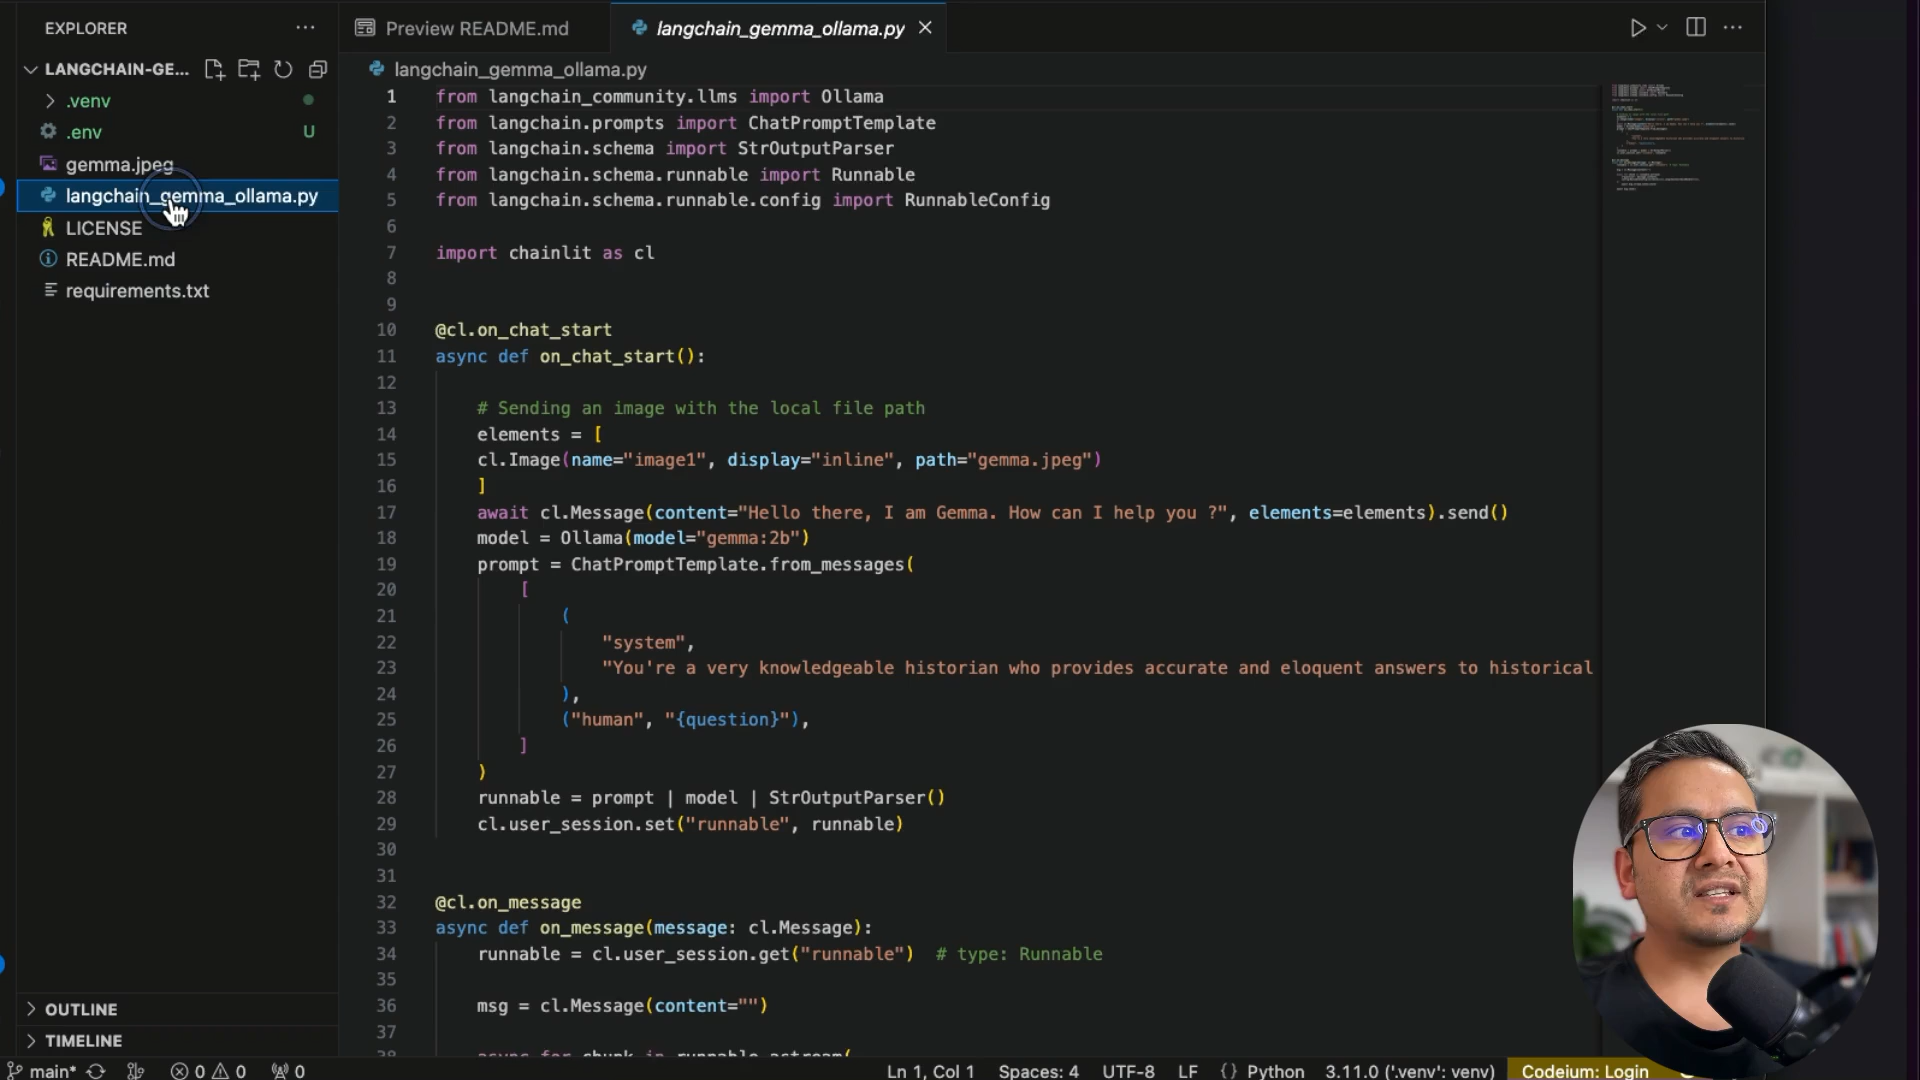 EXPLORER
LANGCHAIN-GE...
.venv
.env U
gemma.jpeg
langchain_gemma_ollama.py
LICENSE
README.md
requirements.txt
OUTLINE
TIMELINE
Preview README.md
langchain_gemma_ollama.py
langchain_gemma_ollama.py
1 from langchain_community.llms import Ollama
2 from langchain.prompts import ChatPromptTemplate
3 from langchain.schema import StrOutputParser
4 from langchain.schema.runnable import Runnable
5 from langchain.schema.runnable.config import RunnableConfig
6
7 import chainlit as cl
8
9
10 @cl.on_chat_start
11 async def on_chat_start():
12
13 # Sending an image with the local file path
14 elements = [
15 cl.Image(name="image1", display="inline", path="gemma.jpeg")
16 ]
17 await cl.Message(content="Hello there, I am Gemma. How can I help you ?", elements=elements).send()
18 model = Ollama(model="gemma:2b")
19 prompt = ChatPromptTemplate.from_messages(
20 [
21 (
22 "system",
23 "You're a very knowledgeable historian who provides accurate and eloquent answers to historical
24 ),
25 ("human", "{question}"),
26 ]
27 )
28 runnable = prompt | model | StrOutputParser()
29 cl.user_session.set("runnable", runnable)
30
31
32 @cl.on_message
33 async def on_message(message: cl.Message):
34 runnable = cl.user_session.get("runnable") # type: Runnable
35
36 msg = cl.Message(content="")
37
38 async for chunk in runnable.astream(
main* 0 0 0 Ln 1, Col 1 Spaces: 4 UTF-8 LF {} Python 3.11.0 ('.venv': venv) Codeium: Login